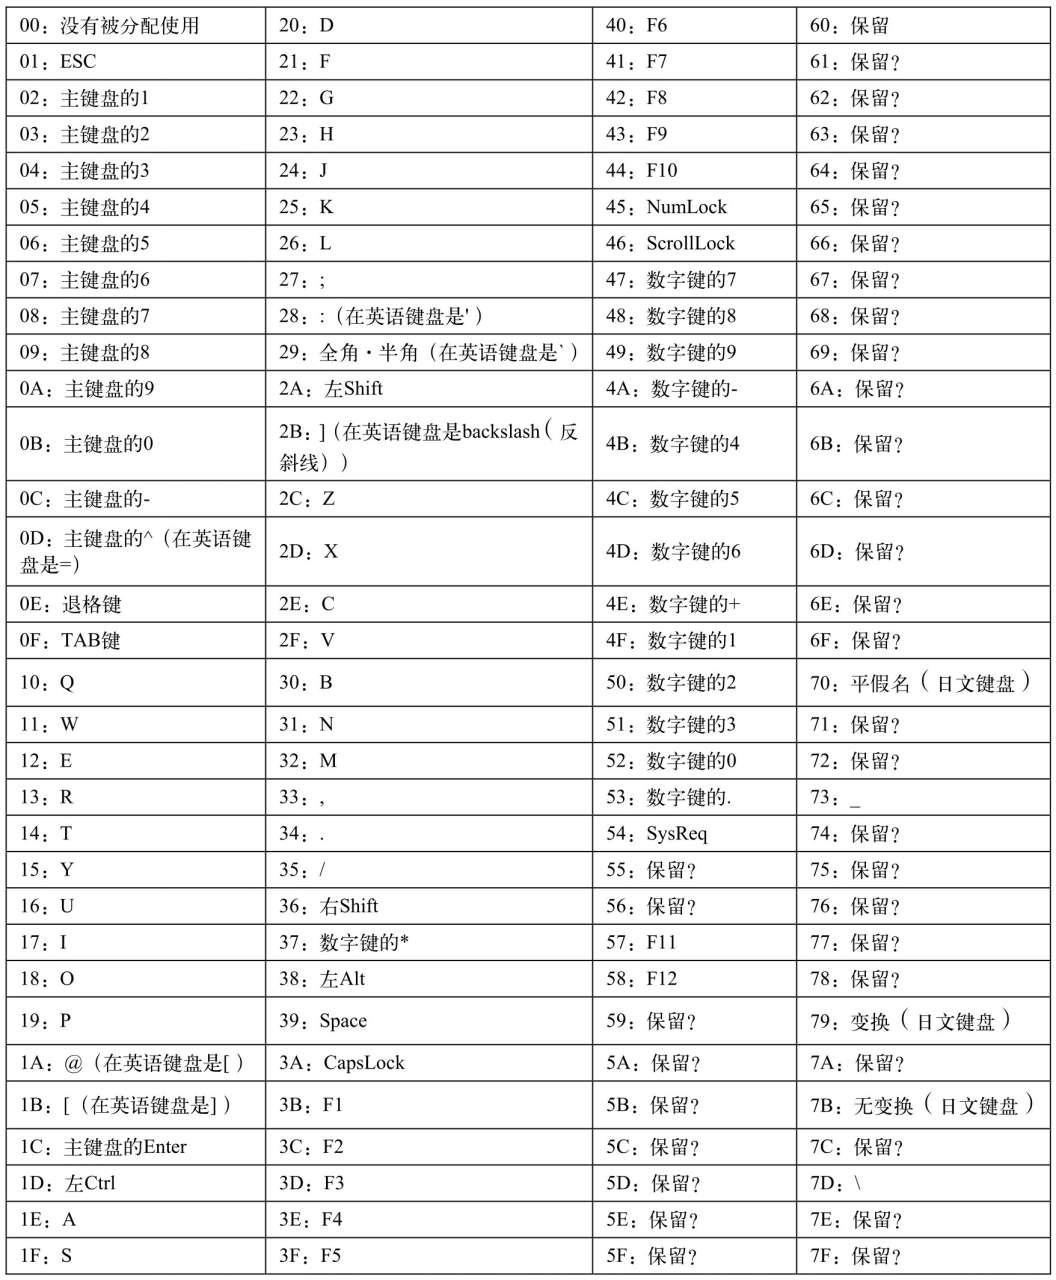 00：没有被分配使用 20：D 40：F6 60：保留
01：ESC 21：F 41：F7 61：保留?
02：主键盘的1 22：G 42：F8 62：保留?
03：主键盘的2 23：H 43：F9 63：保留?
04：主键盘的3 24：J 44：F10 64：保留?
05：主键盘的4 25：K 45：NumLock 65：保留?
06：主键盘的5 26：L 46：ScrollLock 66：保留?
07：主键盘的6 27：; 47：数字键的7 67：保留?
08：主键盘的7 28：:（在英语键盘是'） 48：数字键的8 68：保留?
09：主键盘的8 29：全角·半角（在英语键盘是`） 49：数字键的9 69：保留?
0A：主键盘的9 2A：左Shift 4A：数字键的- 6A：保留?
0B：主键盘的0 2B：]（在英语键盘是backslash（反
斜线）） 4B：数字键的4 6B：保留?
0C：主键盘的- 2C：Z 4C：数字键的5 6C：保留?
0D：主键盘的^（在英语键
盘是=） 2D：X 4D：数字键的6 6D：保留?
0E：退格键 2E：C 4E：数字键的+ 6E：保留?
0F：TAB键 2F：V 4F：数字键的1 6F：保留?
10：Q 30：B 50：数字键的2 70：平假名（日文键盘）
11：W 31：N 51：数字键的3 71：保留?
12：E 32：M 52：数字键的0 72：保留?
13：R 33：, 53：数字键的. 73：_
14：T 34：. 54：SysReq 74：保留?
15：Y 35：/ 55：保留? 75：保留?
16：U 36：右Shift 56：保留? 76：保留?
17：I 37：数字键的* 57：F11 77：保留?
18：O 38：左Alt 58：F12 78：保留?
19：P 39：Space 59：保留? 79：变换（日文键盘）
1A：@（在英语键盘是[） 3A：CapsLock 5A：保留? 7A：保留?
1B：[（在英语键盘是]） 3B：F1 5B：保留? 7B：无变换（日文键盘）
1C：主键盘的Enter 3C：F2 5C：保留? 7C：保留?
1D：左Ctrl 3D：F3 5D：保留? 7D：\
1E：A 3E：F4 5E：保留? 7E：保留?
1F：S 3F：F5 5F：保留? 7F：保留?